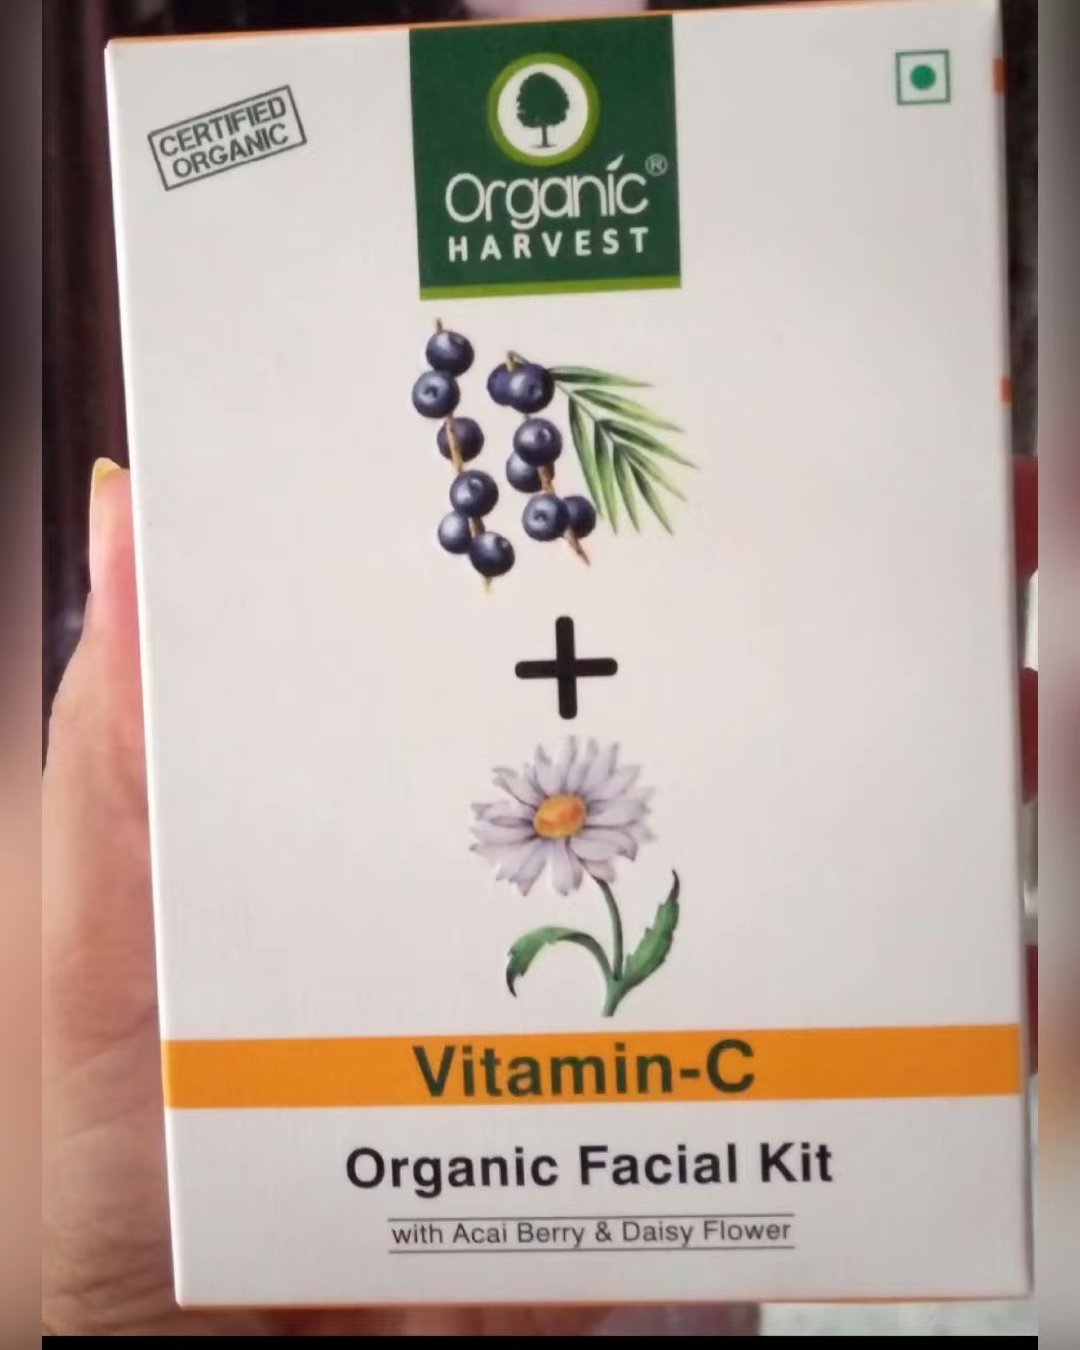 CERTIFIED
ORGANIC
Organic®
HARVEST
Vitamin-C
Organic Facial Kit
with Acai Berry & Daisy Flower